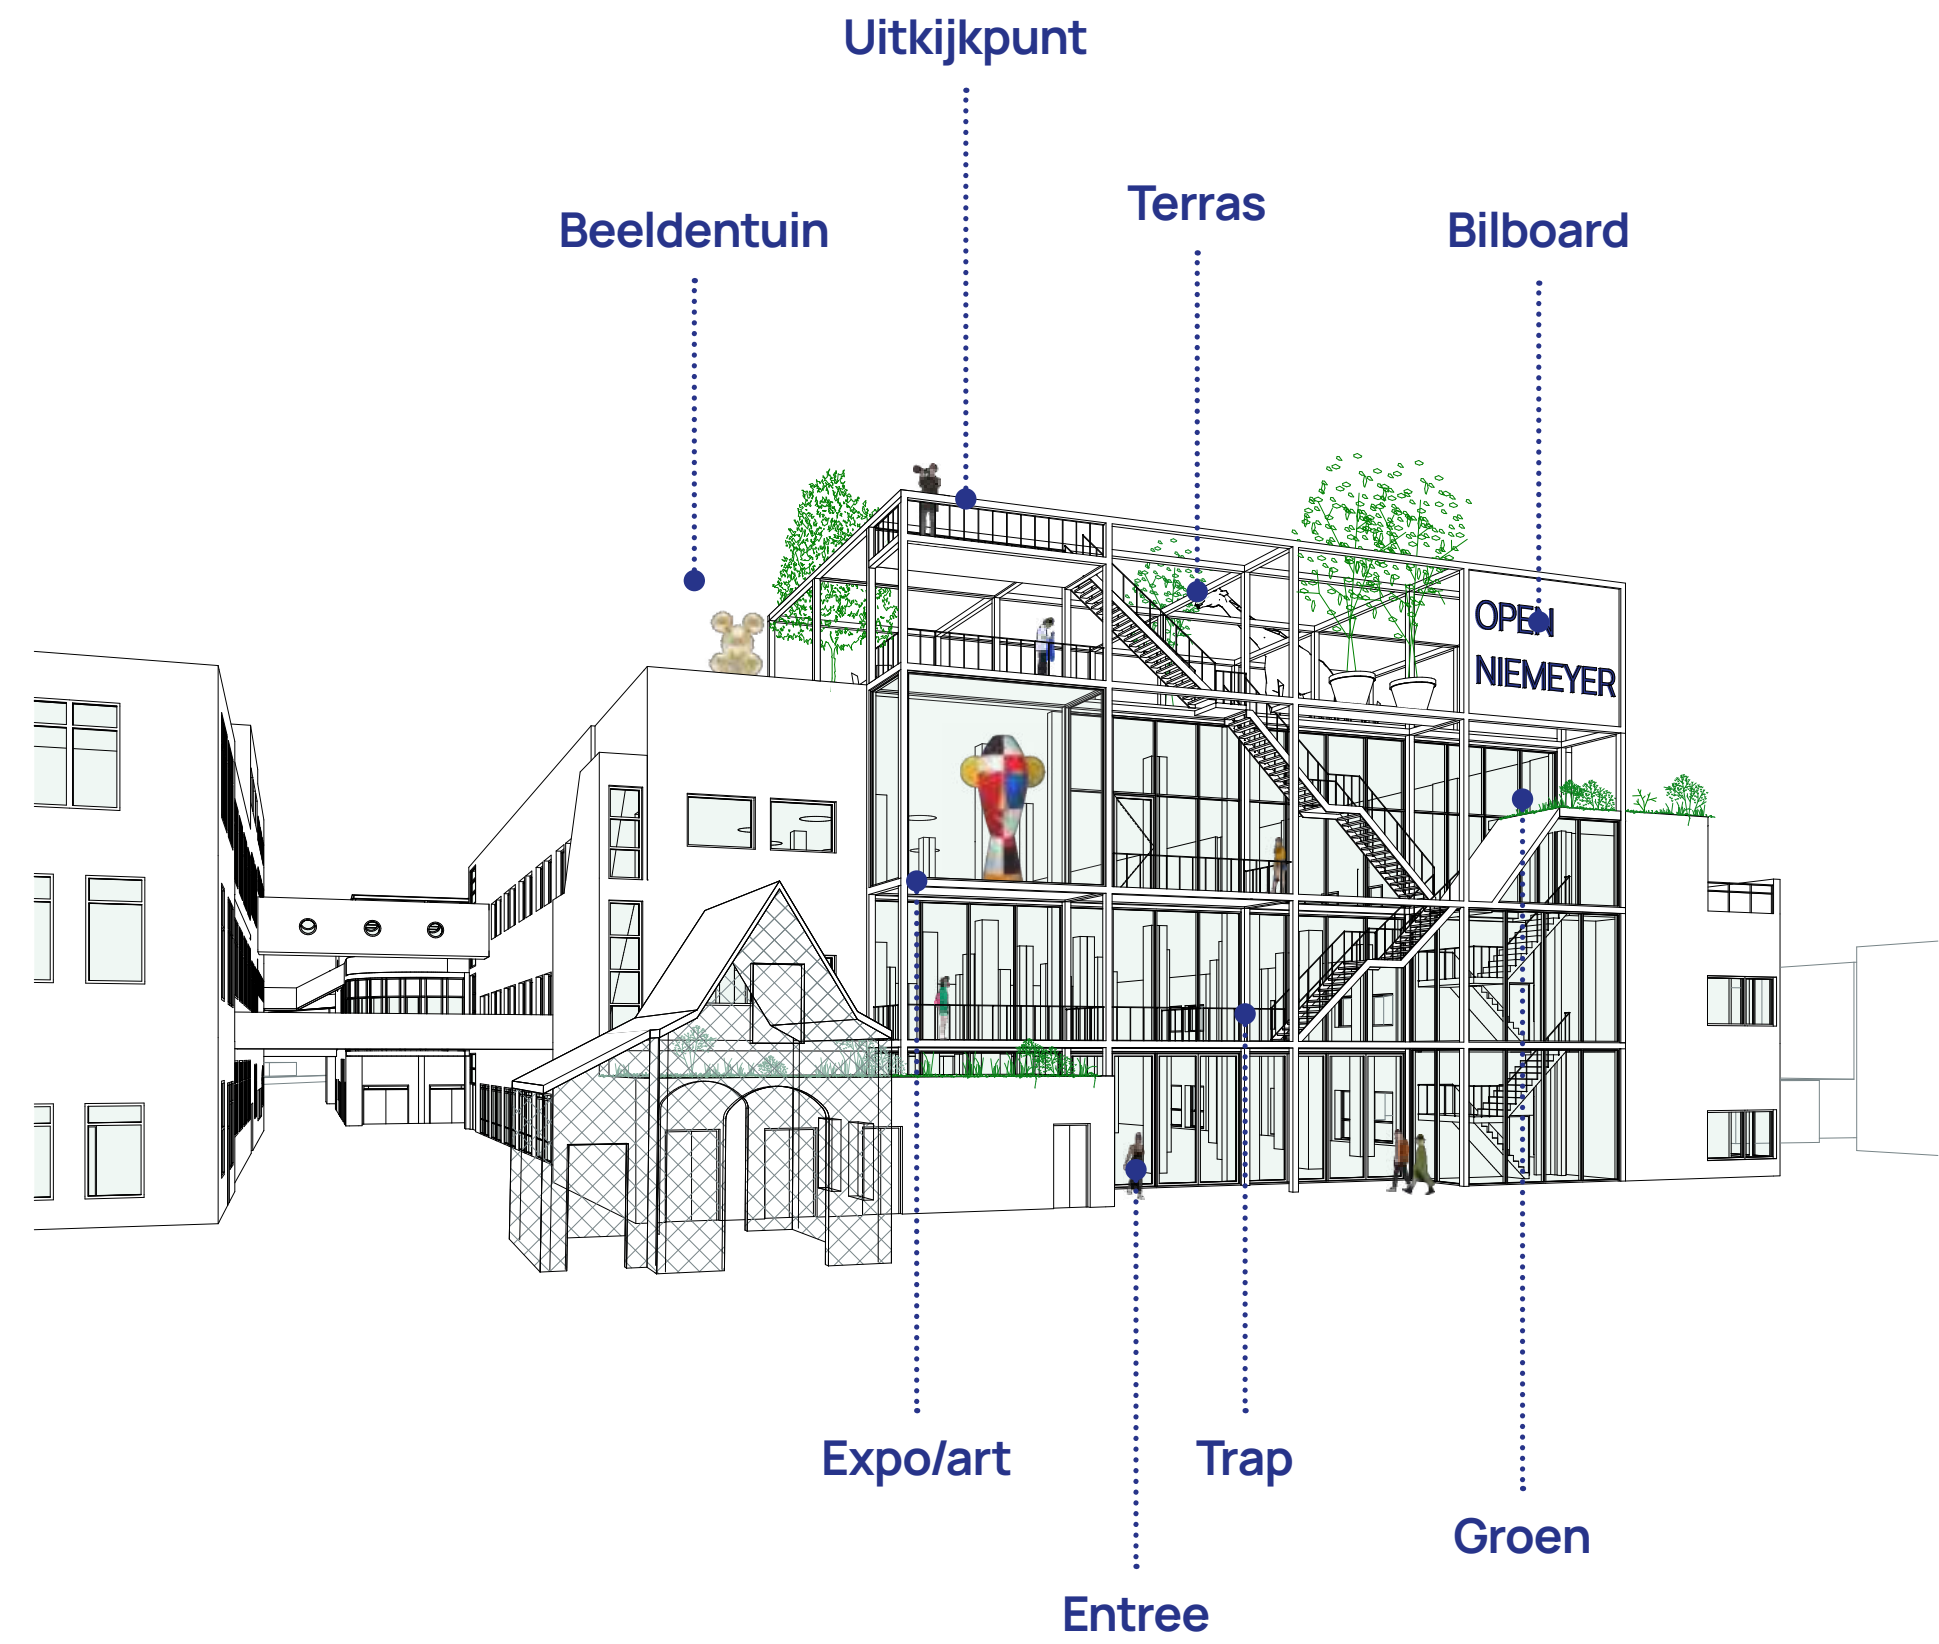 Uitkijkpunt
Terras
Beeldentuin
Bilboard
OPEN
NIEMEYER
Expo/art
Trap
Groen
Entree